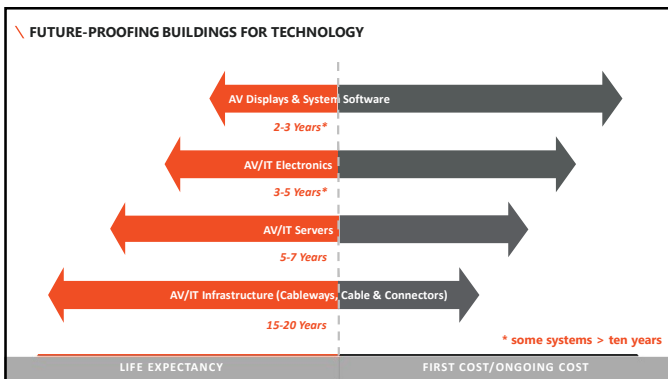 FUTURE-PROOFING BUILDINGS FOR TECHNOLOGY
AV Displays & System Software
2-3 Years*
AV/IT Electronics
3-5 Years*
AV/IT Servers
5-7 Years
AV/IT Infrastructure (Cableways, Cable & Connectors)
15-20 Years
* some systems > ten years
LIFE EXPECTANCY
FIRST COST/ONGOING COST